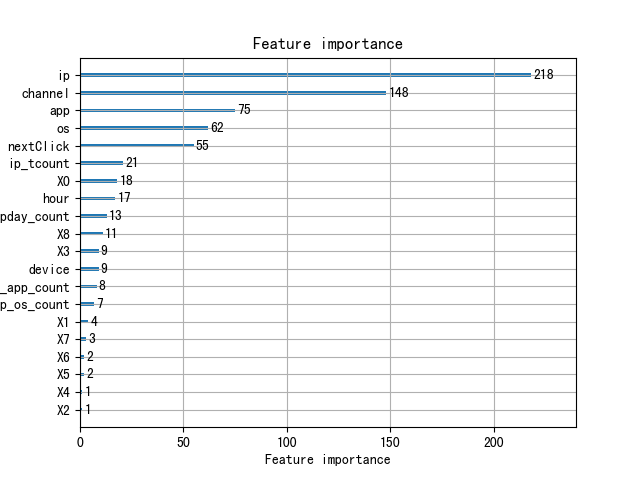 Feature importance
ip 218
channel 148
app 75
os 62
nextClick 55
ip_tcount 21
X0 18
hour 17
pday_count 13
X8 11
X3 9
device 9
_app_count 8
p_os_count 7
X1 4
X7 3
X6 2
X5 2
X4 1
X2 1
0 50 100 150 200
Feature importance